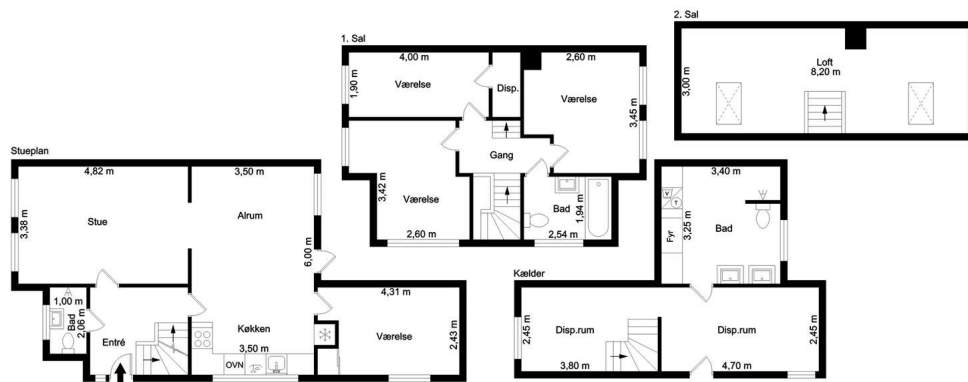 1. Sal
4,00 m
1,90 m
Værelse
Disp.
2,60 m
Værelse
3,45 m
Gang
3,42 m
Værelse
2,60 m
Bad
1,94 m
2,54 m
2. Sal
Loft
8,20 m
3,00 m
Stueplan
4,82 m
3,38 m
Stue
3,50 m
Alrum
6,00 m
1,00 m
Bad
2,06 m
Entré
Køkken
3,50 m
OVN
4,31 m
Værelse
2,43 m
Kælder
3,40 m
V
T
3,25 m
Fyr
Bad
2,45 m
Disp.rum
3,80 m
Disp.rum
4,70 m
2,45 m